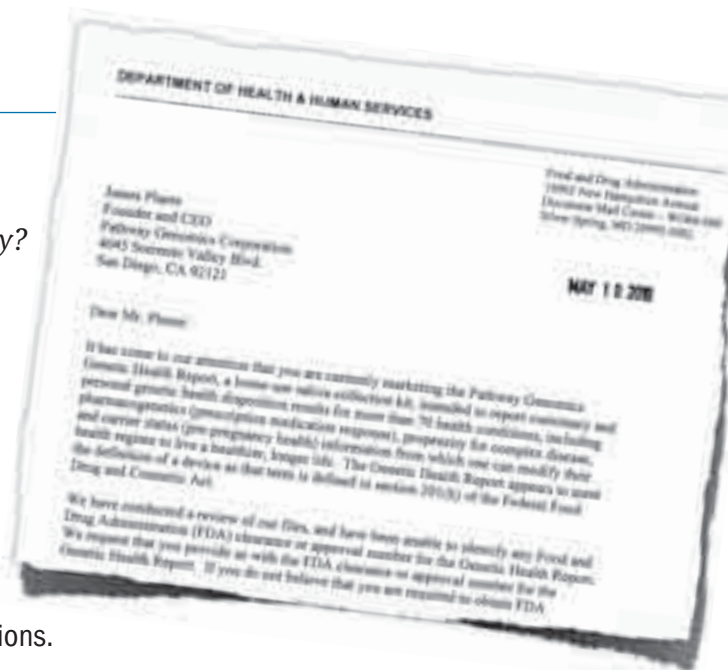 DEPARTMENT OF HEALTH & HUMAN SERVICES
Food and Drug Administration
New Hampshire Avenue
Document Mail Center –
Silver Spring, MD
James Plante
Founder and CEO
Pathway Genomics Corporation
4045 Sorrento Valley Blvd.
San Diego, CA 92121
y?
MAY 10 2010
Dear Mr. Plante:
It has come to our attention that you are currently marketing the Pathway Genomics
Genetic Health Report, a home-use saliva collection kit, intended to report customary and
personal genetic health disposition results for more than 70 health conditions, including
pharmacogenetics (prescription medication response), propensity for complex disease,
and carrier status (pre-pregnancy health) information from which one can modify their
health regime to live a healthier, longer life. The Genetic Health Report appears to meet
the definition of a device as that term is defined in section 201(h) of the Federal Food
Drug and Cosmetic Act.
We have conducted a review of our files, and have been unable to identify any Food and
Drug Administration (FDA) clearance or approval number for the Genetic Health Report.
We request that you provide us with the FDA clearance or approval number for the
Genetic Health Report. If you do not believe that you are required to obtain FDA
ions.